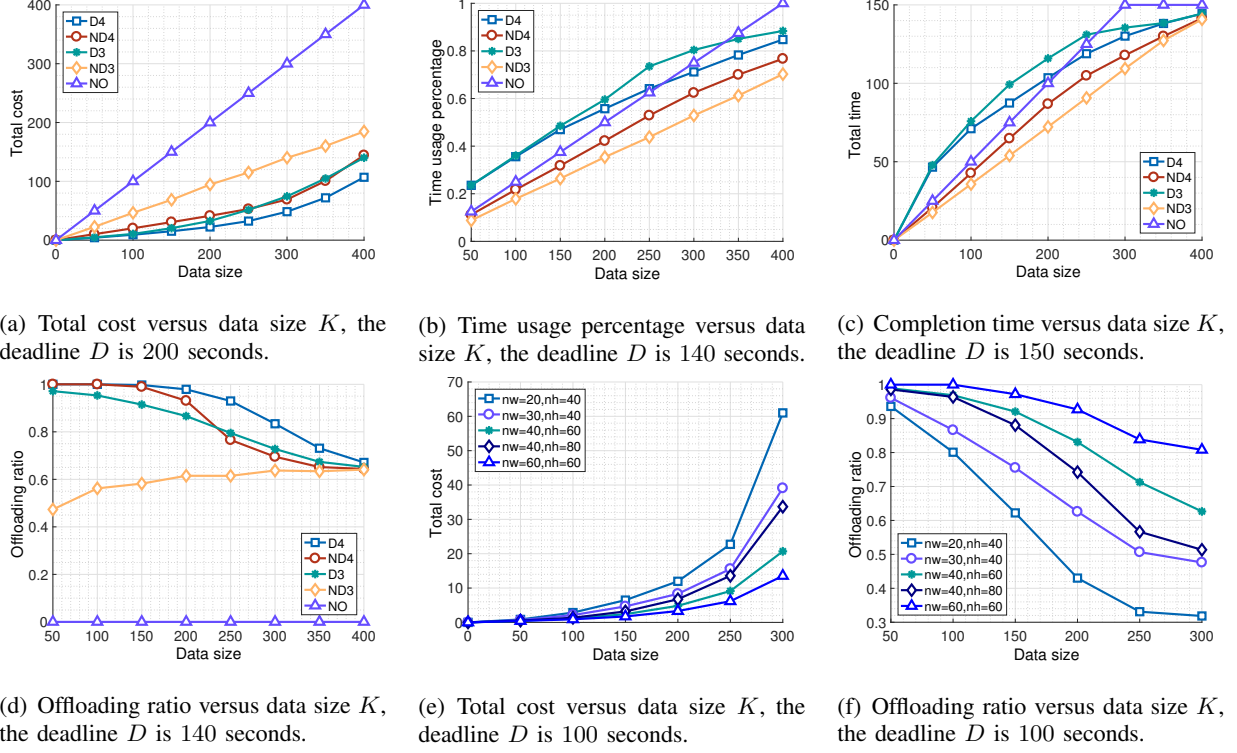 400
300
200
100
0
Total cost
0 50 100 150 200 250 300 350 400
Data size
D4
ND4
D3
ND3
NO
1
0.8
0.6
0.4
0.2
0
Time usage percentage
50 100 150 200 250 300 350 400
Data size
D4
ND4
D3
ND3
NO
150
100
50
0
Total time
0 100 200 300 400
Data size
D4
ND4
D3
ND3
NO
(a) Total cost versus data size K, the
deadline D is 200 seconds.
(b) Time usage percentage versus data
size K, the deadline D is 140 seconds.
(c) Completion time versus data size K,
the deadline D is 150 seconds.
1
0.8
0.6
0.4
0.2
0
Offloading ratio
50 100 150 200 250 300 350 400
Data size
D4
ND4
D3
ND3
NO
70
60
50
40
30
20
10
0
Total cost
0 50 100 150 200 250 300
Data size
nw=20,nh=40
nw=30,nh=40
nw=40,nh=60
nw=40,nh=80
nw=60,nh=60
1
0.9
0.8
0.7
0.6
0.5
0.4
0.3
Offloading ratio
50 100 150 200 250 300
Data size
nw=20,nh=40
nw=30,nh=40
nw=40,nh=60
nw=40,nh=80
nw=60,nh=60
(d) Offloading ratio versus data size K,
the deadline D is 140 seconds.
(e) Total cost versus data size K, the
deadline D is 100 seconds.
(f) Offloading ratio versus data size K,
the deadline D is 100 seconds.